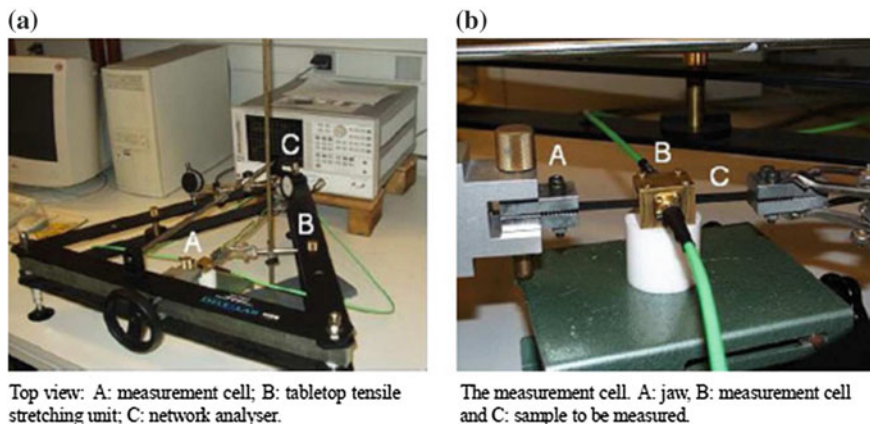 (a)
(b)
C
B
A
A
B
C
Top view: A: measurement cell; B: tabletop tensile
stretching unit; C: network analyser.
The measurement cell. A: jaw, B: measurement cell
and C: sample to be measured.